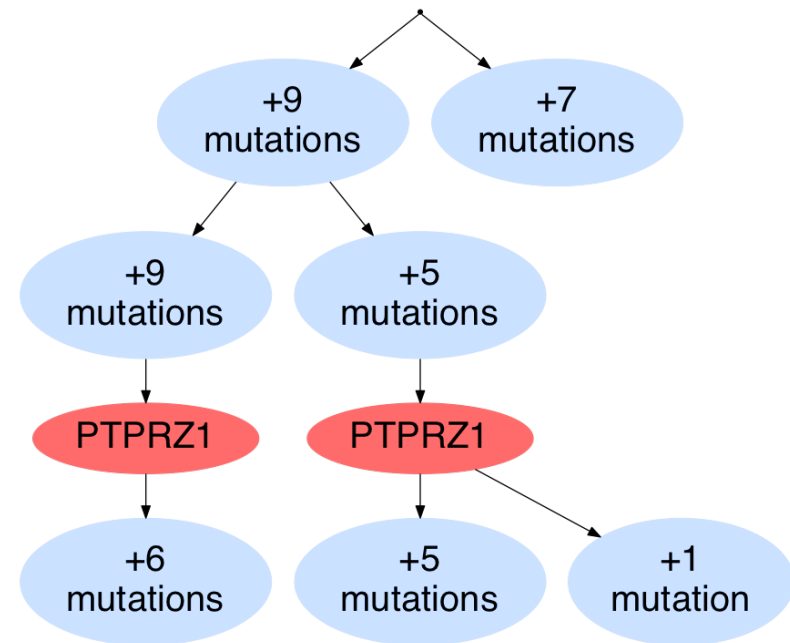 +9
mutations
+7
mutations
+9
mutations
+5
mutations
PTPRZ1
PTPRZ1
+6
mutations
+5
mutations
+1
mutation